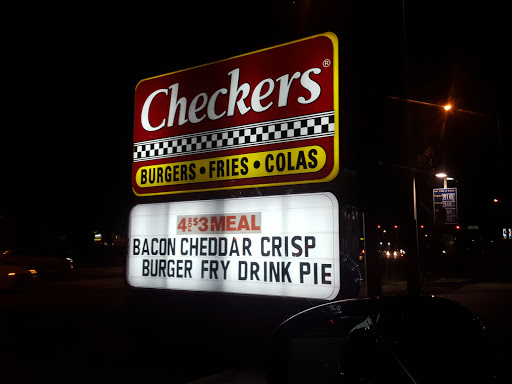 Checkers®
BURGERS • FRIES • COLAS
4 FOR $3 MEAL
BACON CHEDDAR CRISP
BURGER FRY DRINK PIE